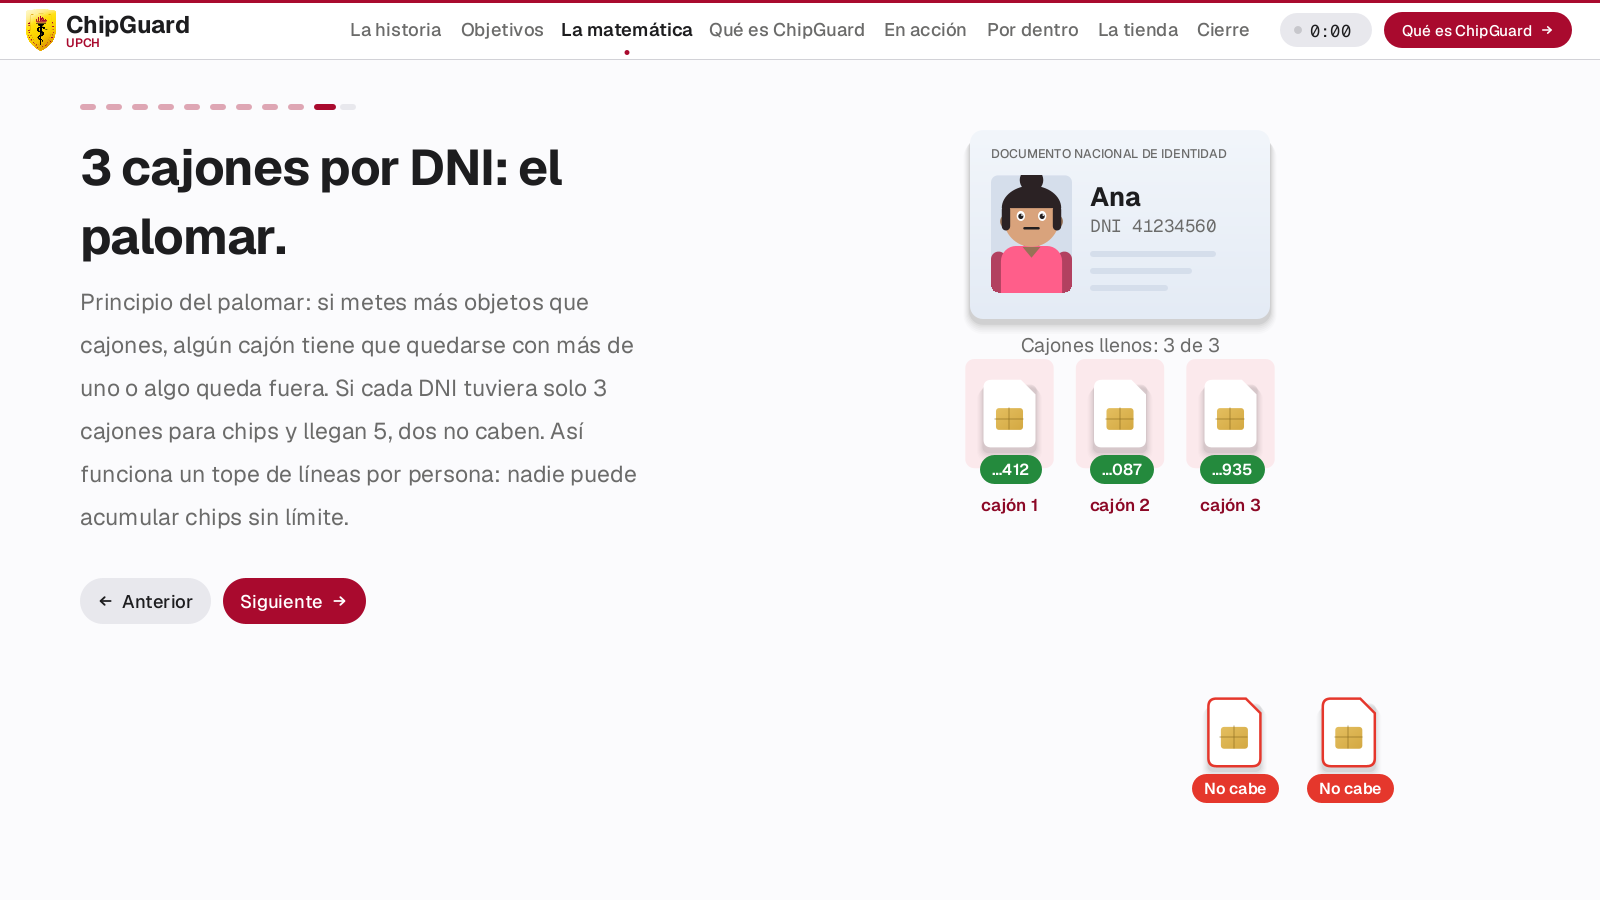 ChipGuard
UPCH
La historia
Objetivos
La matemática
Qué es ChipGuard
En acción
Por dentro
La tienda
Cierre
0:00
Qué es ChipGuard →
3 cajones por DNI: el
palomar.
Principio del palomar: si metes más objetos que
cajones, algún cajón tiene que quedarse con más de
uno o algo queda fuera. Si cada DNI tuviera solo 3
cajones para chips y llegan 5, dos no caben. Así
funciona un tope de líneas por persona: nadie puede
acumular chips sin límite.
← Anterior
Siguiente →
DOCUMENTO NACIONAL DE IDENTIDAD
Ana
DNI 41234560
Cajones llenos: 3 de 3
...412
...087
...935
cajón 1
cajón 2
cajón 3
No cabe
No cabe